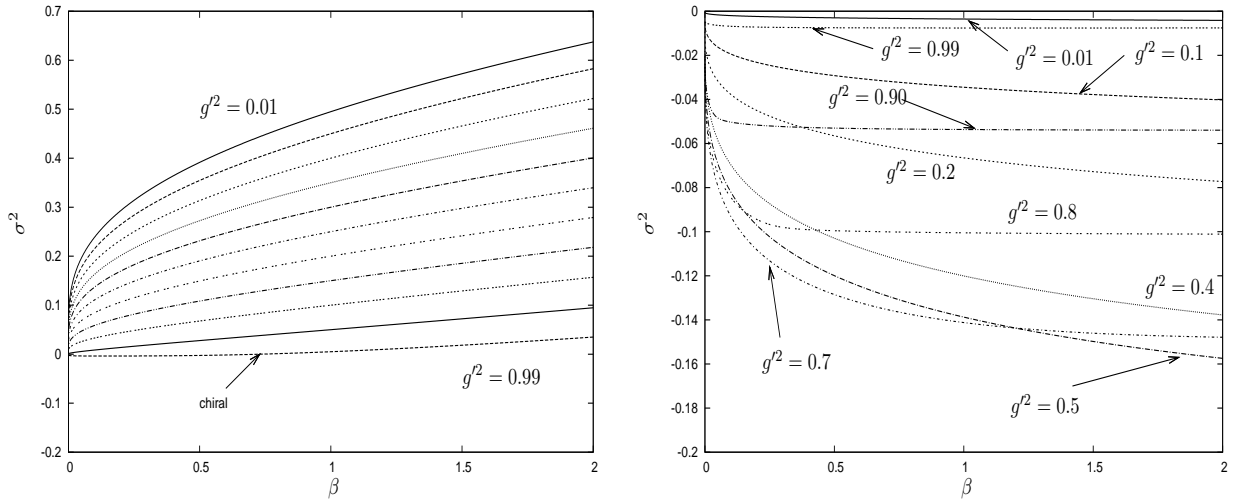 0.7
0.6
0.5
0.4
0.3
0.2
0.1
0
-0.1
-0.2
σ²
g′² = 0.01
chiral
g′² = 0.99
0 0.5 1 1.5 2
β
0
-0.02
-0.04
-0.06
-0.08
-0.1
-0.12
-0.14
-0.16
-0.18
-0.2
σ²
g′² = 0.99
g′² = 0.01
g′² = 0.1
g′² = 0.90
g′² = 0.2
g′² = 0.8
g′² = 0.4
g′² = 0.7
g′² = 0.5
0 0.5 1 1.5 2
β